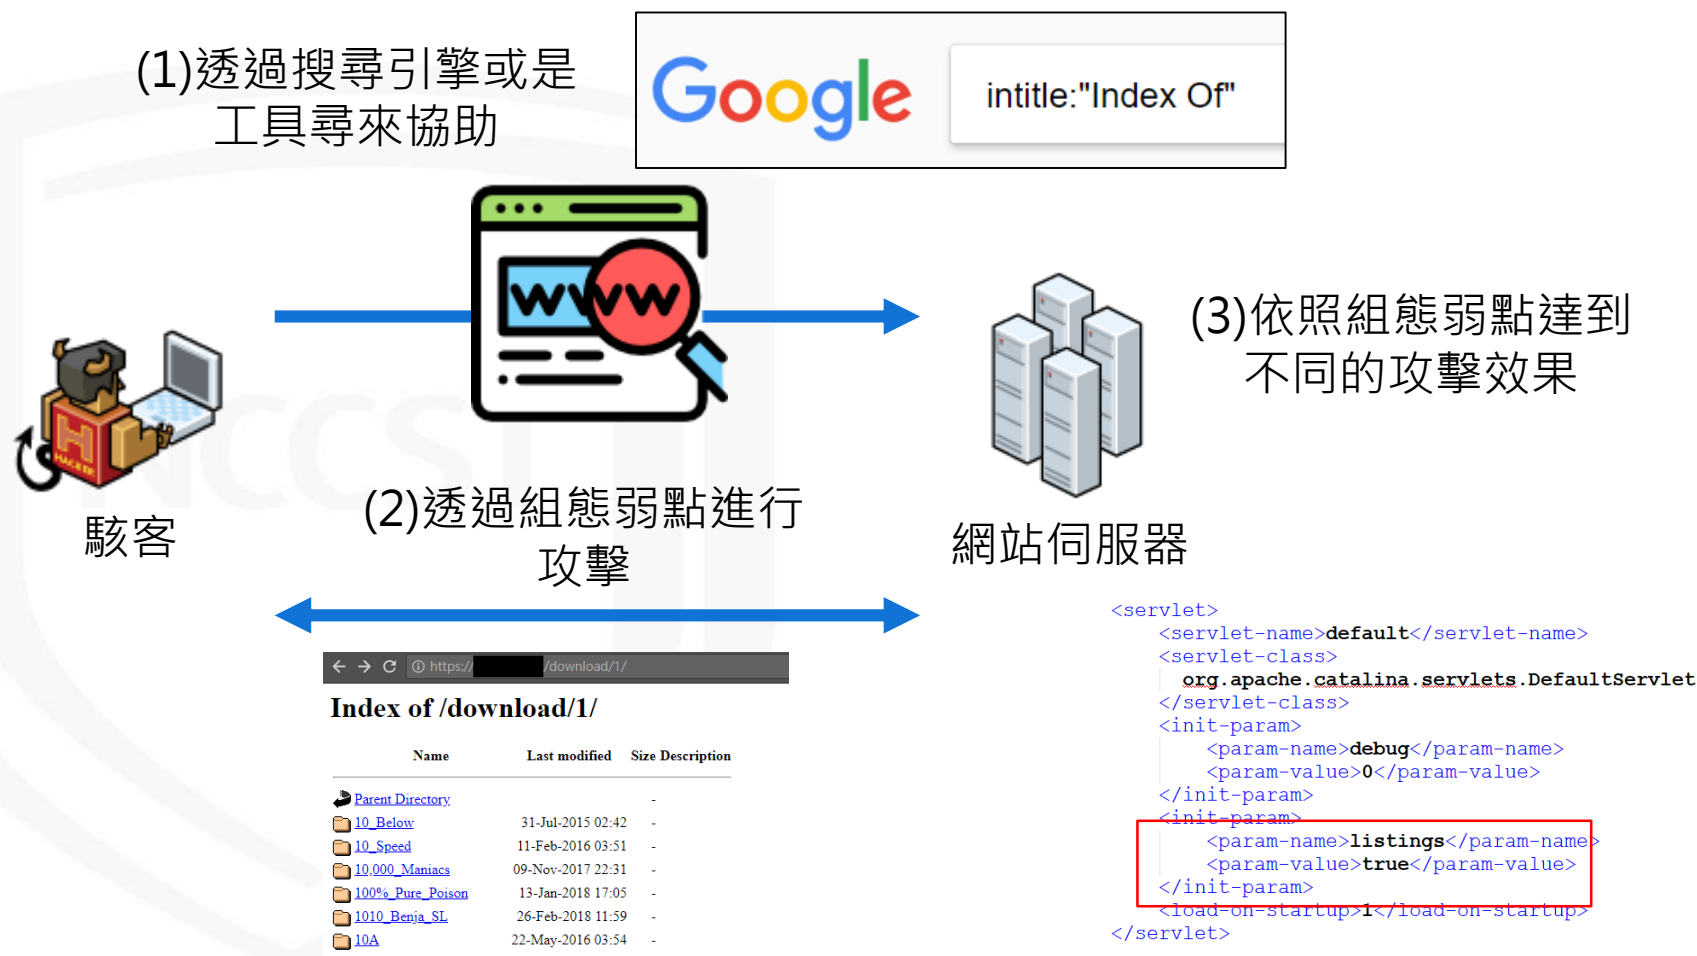 (1)透過搜尋引擎或是
工具尋來協助
Google
intitle:"Index Of"
www
(3)依照組態弱點達到
不同的攻擊效果
H
HACKER
NCCST
駭客
(2)透過組態弱點進行
攻擊
網站伺服器
https:// /download/1/
Index of /download/1/
Name Last modified Size Description
Parent Directory -
10_Below 31-Jul-2015 02:42 -
10_Speed 11-Feb-2016 03:51 -
10,000_Maniacs 09-Nov-2017 22:31 -
100%_Pure_Poison 13-Jan-2018 17:05 -
1010_Benja_SL 26-Feb-2018 11:59 -
10A 22-May-2016 03:54 -
<servlet>
<servlet-name>default</servlet-name>
<servlet-class>
org.apache.catalina.servlets.DefaultServlet
</servlet-class>
<init-param>
<param-name>debug</param-name>
<param-value>0</param-value>
</init-param>
<init-param>
<param-name>listings</param-name>
<param-value>true</param-value>
</init-param>
<load-on-startup>1</load-on-startup>
</servlet>